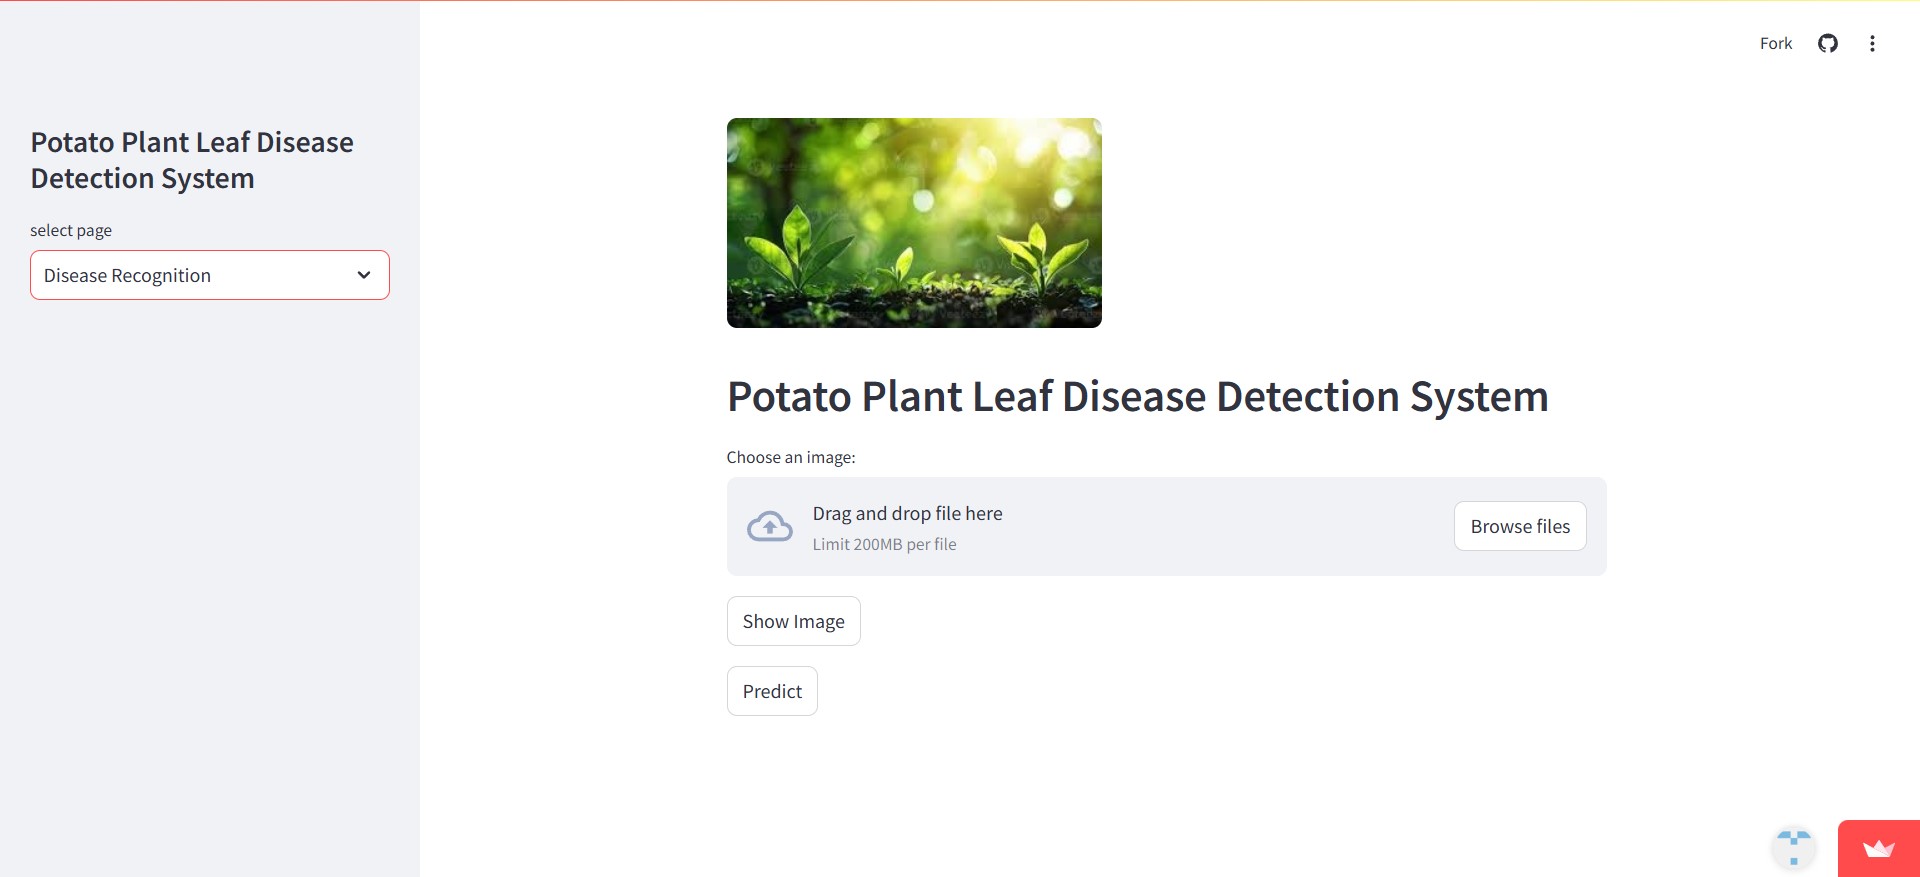 Fork
Potato Plant Leaf Disease
Detection System
select page
Disease Recognition
Potato Plant Leaf Disease Detection System
Choose an image:
Drag and drop file here
Limit 200MB per file
Browse files
Show Image
Predict